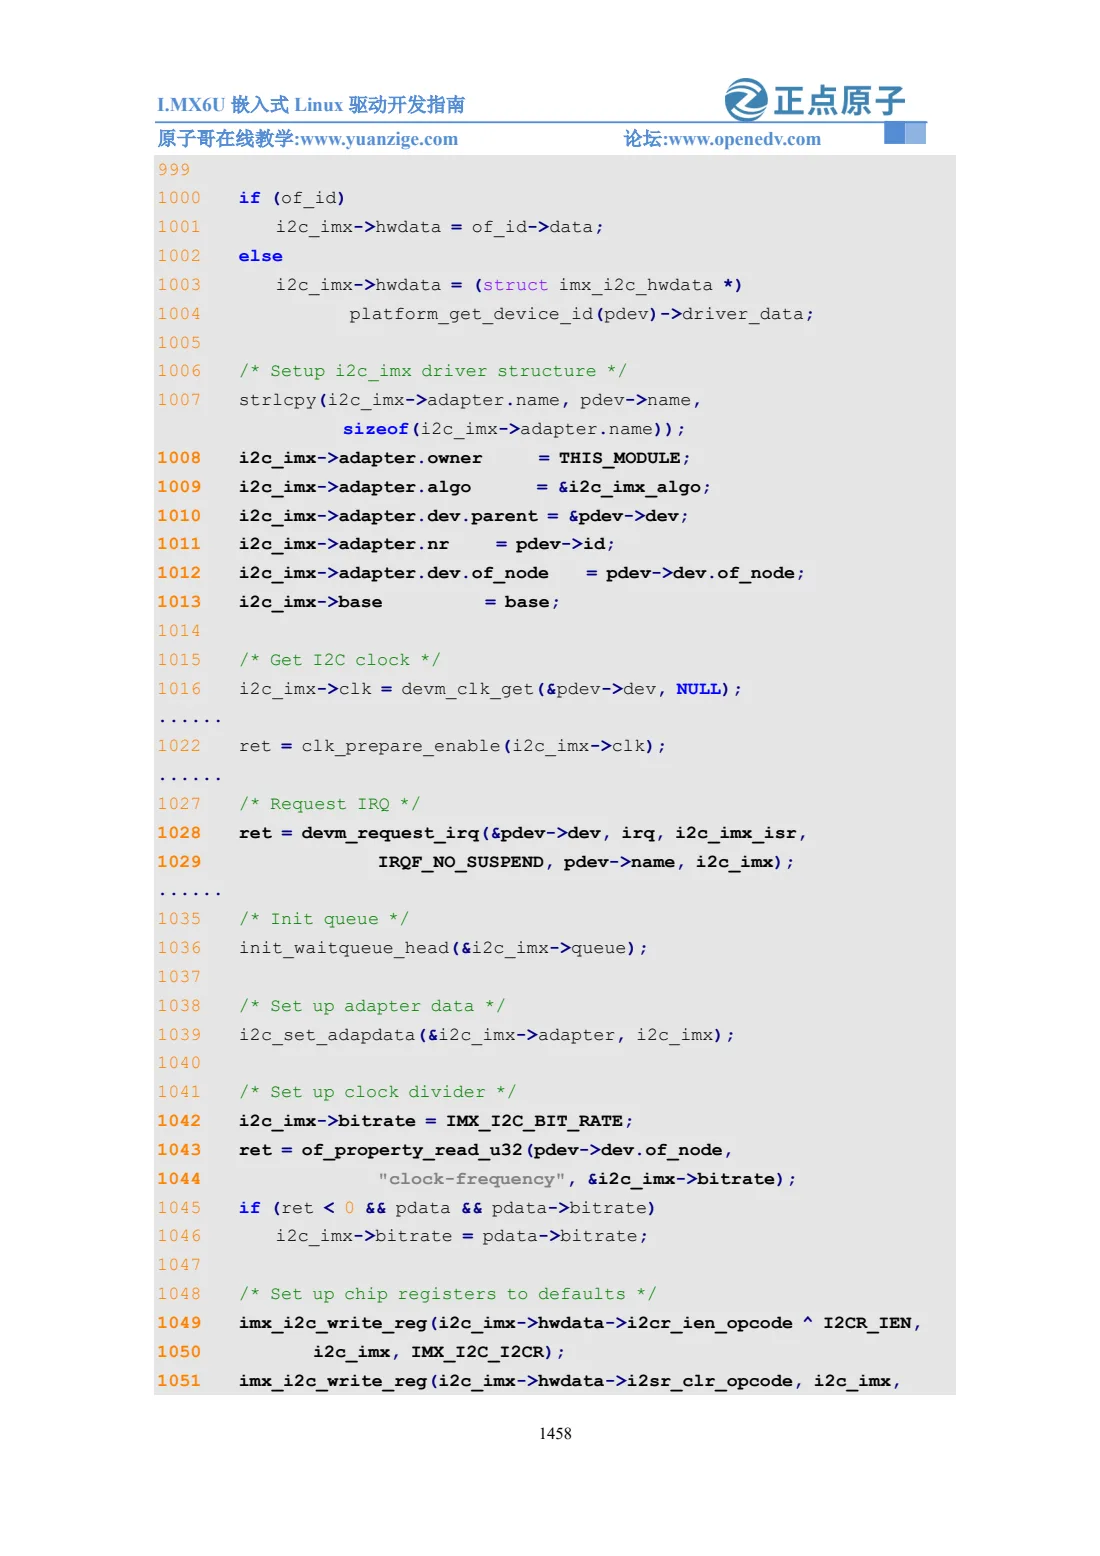 I.MX6U 嵌入式 Linux 驱动开发指南
正点原子
原子哥在线教学:www.yuanzige.com 论坛:www.openedv.com
999
1000 if (of_id)
1001 i2c_imx->hwdata = of_id->data;
1002 else
1003 i2c_imx->hwdata = (struct imx_i2c_hwdata *)
1004 platform_get_device_id(pdev)->driver_data;
1005
1006 /* Setup i2c_imx driver structure */
1007 strlcpy(i2c_imx->adapter.name, pdev->name,
sizeof(i2c_imx->adapter.name));
1008 i2c_imx->adapter.owner = THIS_MODULE;
1009 i2c_imx->adapter.algo = &i2c_imx_algo;
1010 i2c_imx->adapter.dev.parent = &pdev->dev;
1011 i2c_imx->adapter.nr = pdev->id;
1012 i2c_imx->adapter.dev.of_node = pdev->dev.of_node;
1013 i2c_imx->base = base;
1014
1015 /* Get I2C clock */
1016 i2c_imx->clk = devm_clk_get(&pdev->dev, NULL);
......
1022 ret = clk_prepare_enable(i2c_imx->clk);
......
1027 /* Request IRQ */
1028 ret = devm_request_irq(&pdev->dev, irq, i2c_imx_isr,
1029 IRQF_NO_SUSPEND, pdev->name, i2c_imx);
......
1035 /* Init queue */
1036 init_waitqueue_head(&i2c_imx->queue);
1037
1038 /* Set up adapter data */
1039 i2c_set_adapdata(&i2c_imx->adapter, i2c_imx);
1040
1041 /* Set up clock divider */
1042 i2c_imx->bitrate = IMX_I2C_BIT_RATE;
1043 ret = of_property_read_u32(pdev->dev.of_node,
1044 "clock-frequency", &i2c_imx->bitrate);
1045 if (ret < 0 && pdata && pdata->bitrate)
1046 i2c_imx->bitrate = pdata->bitrate;
1047
1048 /* Set up chip registers to defaults */
1049 imx_i2c_write_reg(i2c_imx->hwdata->i2cr_ien_opcode ^ I2CR_IEN,
1050 i2c_imx, IMX_I2C_I2CR);
1051 imx_i2c_write_reg(i2c_imx->hwdata->i2sr_clr_opcode, i2c_imx,
1458